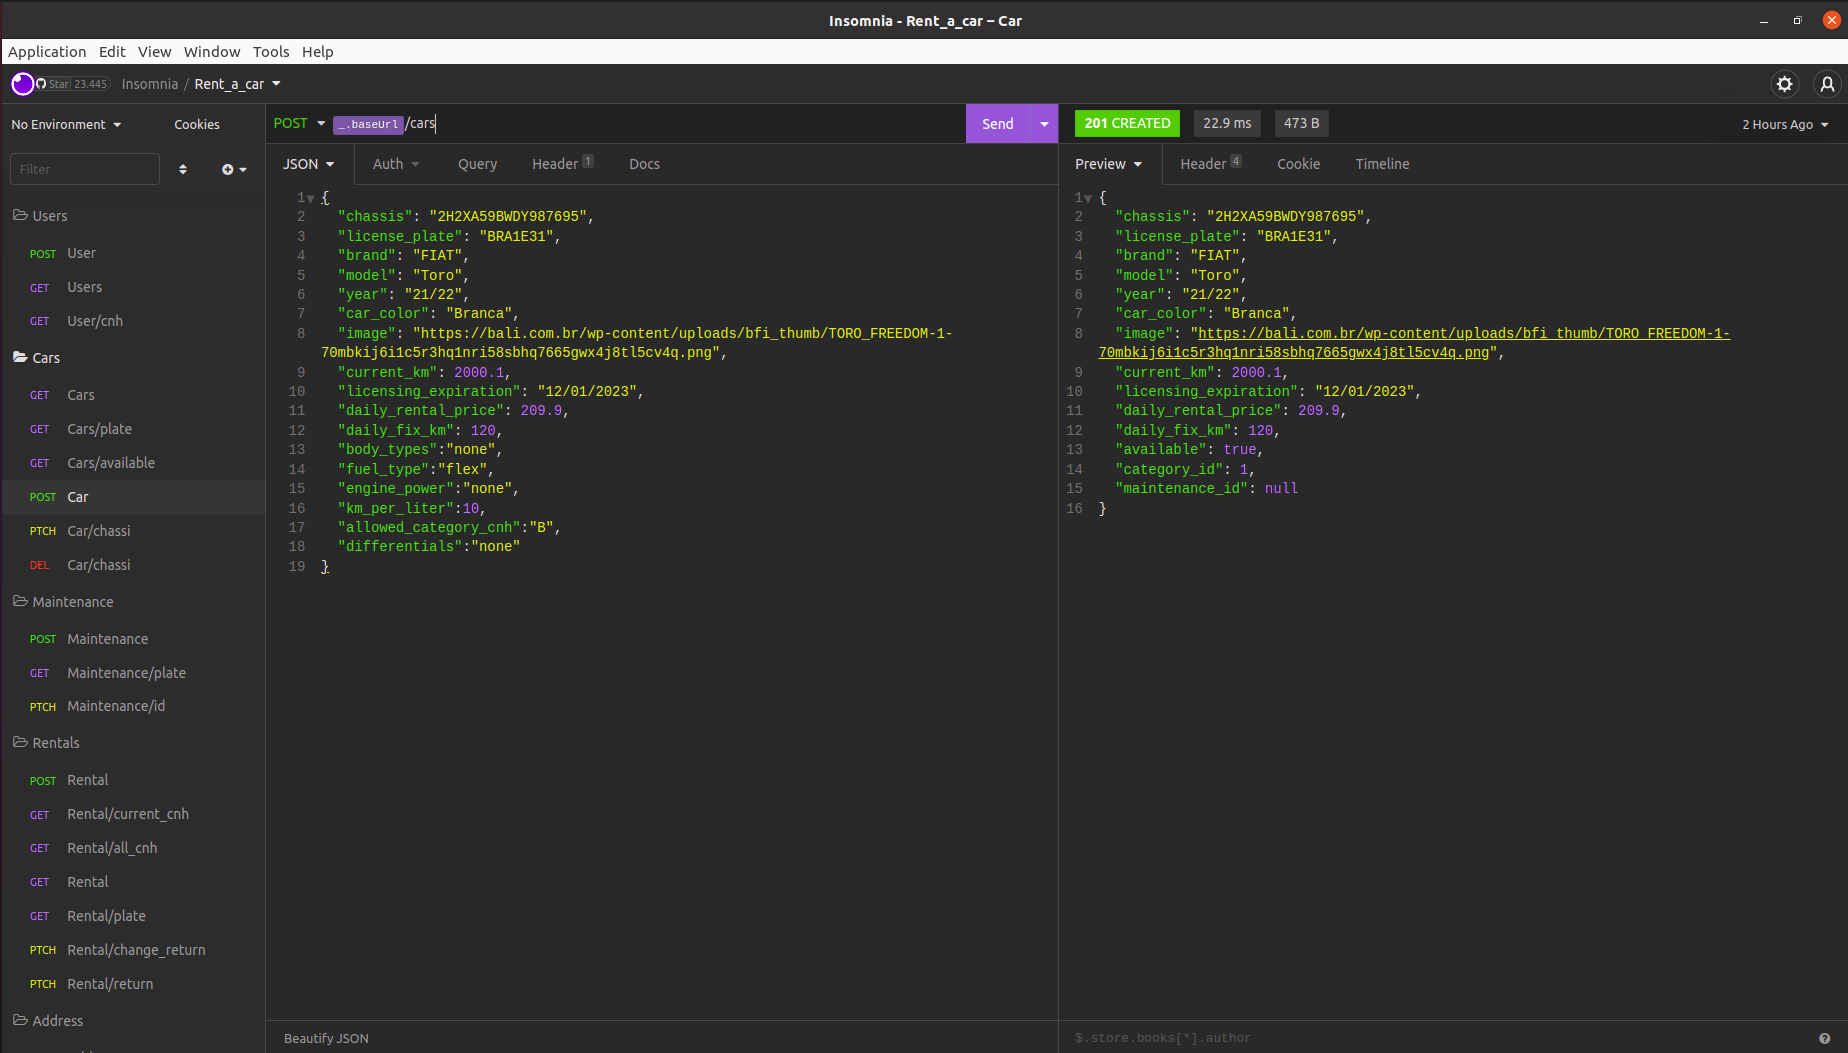 Insomnia - Rent_a_car – Car
Application Edit View Window Tools Help
Star 23.445 Insomnia / Rent_a_car
No Environment Cookies
Filter
Users
POST User
GET Users
GET User/cnh
Cars
GET Cars
GET Cars/plate
GET Cars/available
POST Car
PTCH Car/chassi
DEL Car/chassi
Maintenance
POST Maintenance
GET Maintenance/plate
PTCH Maintenance/id
Rentals
POST Rental
GET Rental/current_cnh
GET Rental/all_cnh
GET Rental
GET Rental/plate
PTCH Rental/change_return
PTCH Rental/return
Address
POST _.baseUrl /cars Send
JSON Auth Query Header 1 Docs
1 {
2 "chassis": "2H2XA59BWDY987695",
3 "license_plate": "BRA1E31",
4 "brand": "FIAT",
5 "model": "Toro",
6 "year": "21/22",
7 "car_color": "Branca",
8 "image": "https://bali.com.br/wp-content/uploads/bfi_thumb/TORO_FREEDOM-1-
70mbkij6i1c5r3hq1nri58sbhq7665gwx4j8tl5cv4q.png",
9 "current_km": 2000.1,
10 "licensing_expiration": "12/01/2023",
11 "daily_rental_price": 209.9,
12 "daily_fix_km": 120,
13 "body_types":"none",
14 "fuel_type":"flex",
15 "engine_power":"none",
16 "km_per_liter":10,
17 "allowed_category_cnh":"B",
18 "differentials":"none"
19 }
Beautify JSON
201 CREATED 22.9 ms 473 B 2 Hours Ago
Preview Header 4 Cookie Timeline
1 {
2 "chassis": "2H2XA59BWDY987695",
3 "license_plate": "BRA1E31",
4 "brand": "FIAT",
5 "model": "Toro",
6 "year": "21/22",
7 "car_color": "Branca",
8 "image": "https://bali.com.br/wp-content/uploads/bfi_thumb/TORO_FREEDOM-1-
70mbkij6i1c5r3hq1nri58sbhq7665gwx4j8tl5cv4q.png",
9 "current_km": 2000.1,
10 "licensing_expiration": "12/01/2023",
11 "daily_rental_price": 209.9,
12 "daily_fix_km": 120,
13 "available": true,
14 "category_id": 1,
15 "maintenance_id": null
16 }
$.store.books[*].author